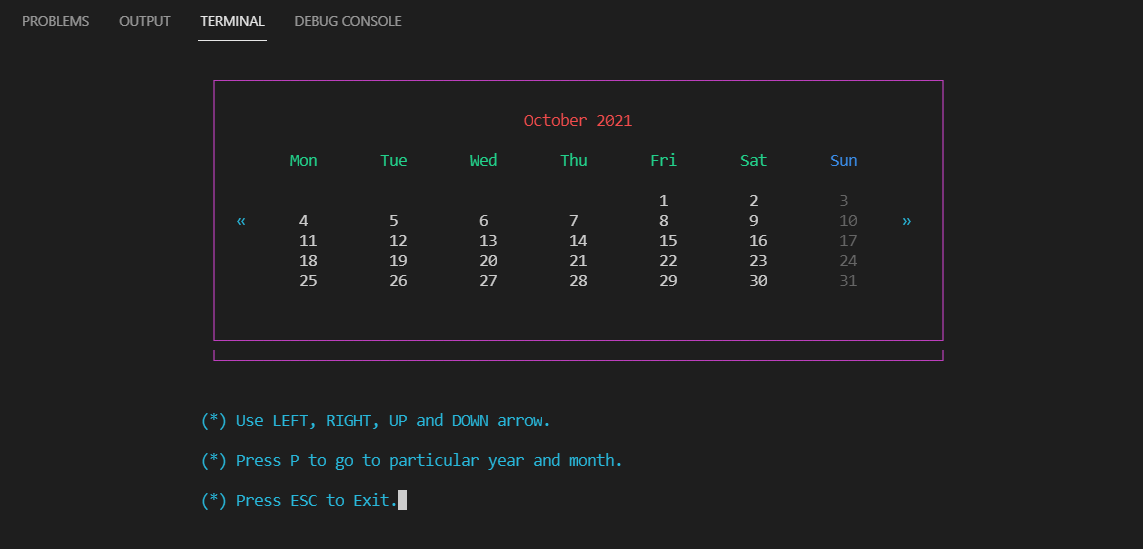 PROBLEMS OUTPUT TERMINAL DEBUG CONSOLE
October 2021
Mon Tue Wed Thu Fri Sat Sun
1 2 3
« 4 5 6 7 8 9 10 »
11 12 13 14 15 16 17
18 19 20 21 22 23 24
25 26 27 28 29 30 31
(*) Use LEFT, RIGHT, UP and DOWN arrow.
(*) Press P to go to particular year and month.
(*) Press ESC to Exit.